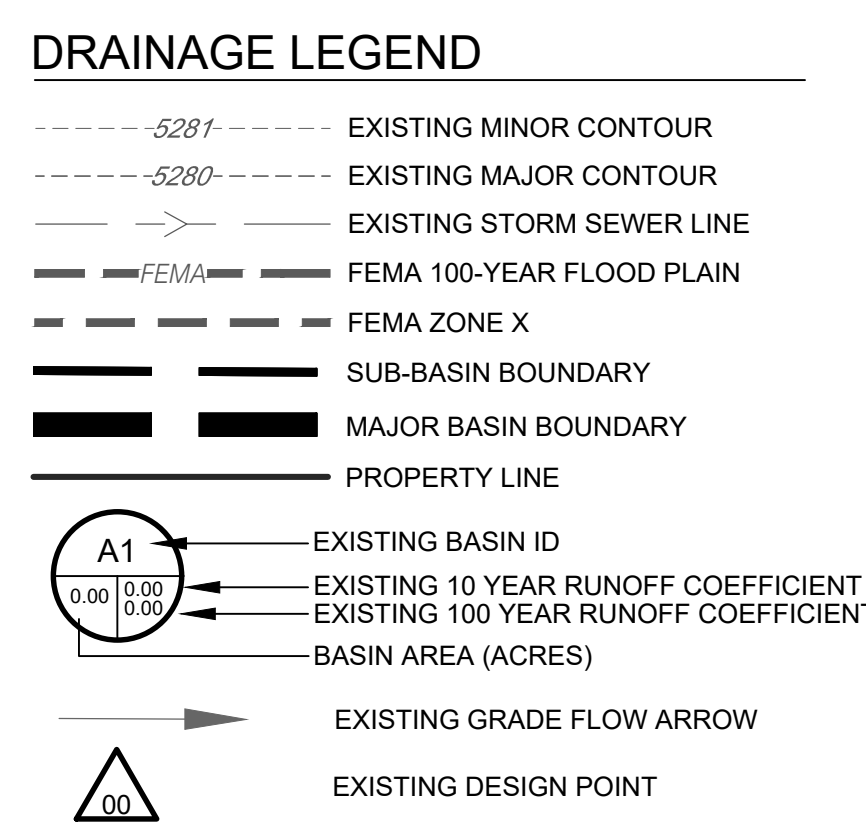 DRAINAGE LEGEND
5281 EXISTING MINOR CONTOUR
5280 EXISTING MAJOR CONTOUR
EXISTING STORM SEWER LINE
FEMA FEMA 100-YEAR FLOOD PLAIN
FEMA ZONE X
SUB-BASIN BOUNDARY
MAJOR BASIN BOUNDARY
PROPERTY LINE
A1 EXISTING BASIN ID
0.00 0.00 EXISTING 10 YEAR RUNOFF COEFFICIENT
0.00 EXISTING 100 YEAR RUNOFF COEFFICIENT
BASIN AREA (ACRES)
EXISTING GRADE FLOW ARROW
00 EXISTING DESIGN POINT